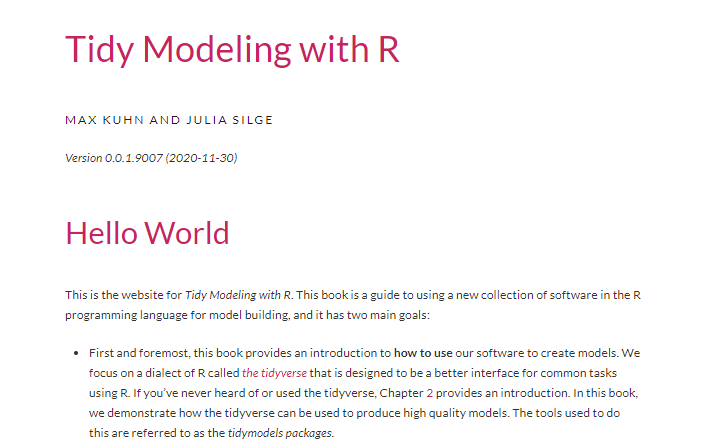 Tidy Modeling with R
MAX KUHN AND JULIA SILGE
Version 0.0.1.9007 (2020-11-30)
Hello World
This is the website for Tidy Modeling with R. This book is a guide to using a new collection of software in the R
programming language for model building, and it has two main goals:
• First and foremost, this book provides an introduction to how to use our software to create models. We
focus on a dialect of R called the tidyverse that is designed to be a better interface for common tasks
using R. If you’ve never heard of or used the tidyverse, Chapter 2 provides an introduction. In this book,
we demonstrate how the tidyverse can be used to produce high quality models. The tools used to do
this are referred to as the tidymodels packages.